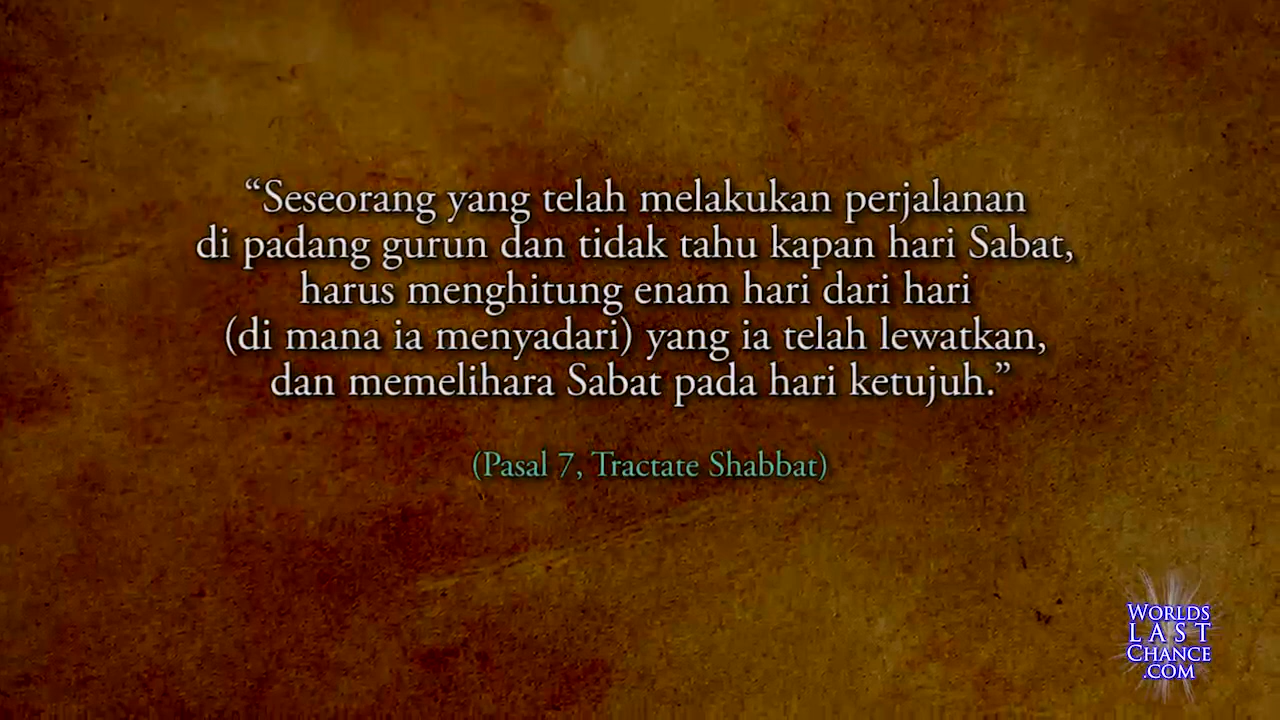 “Seseorang yang telah melakukan perjalanan
di padang gurun dan tidak tahu kapan hari Sabat,
harus menghitung enam hari dari hari
(di mana ia menyadari) yang ia telah lewatkan,
dan memelihara Sabat pada hari ketujuh.”
(Pasal 7, Tractate Shabbat)
WORLDS
LAST
CHANCE
.COM